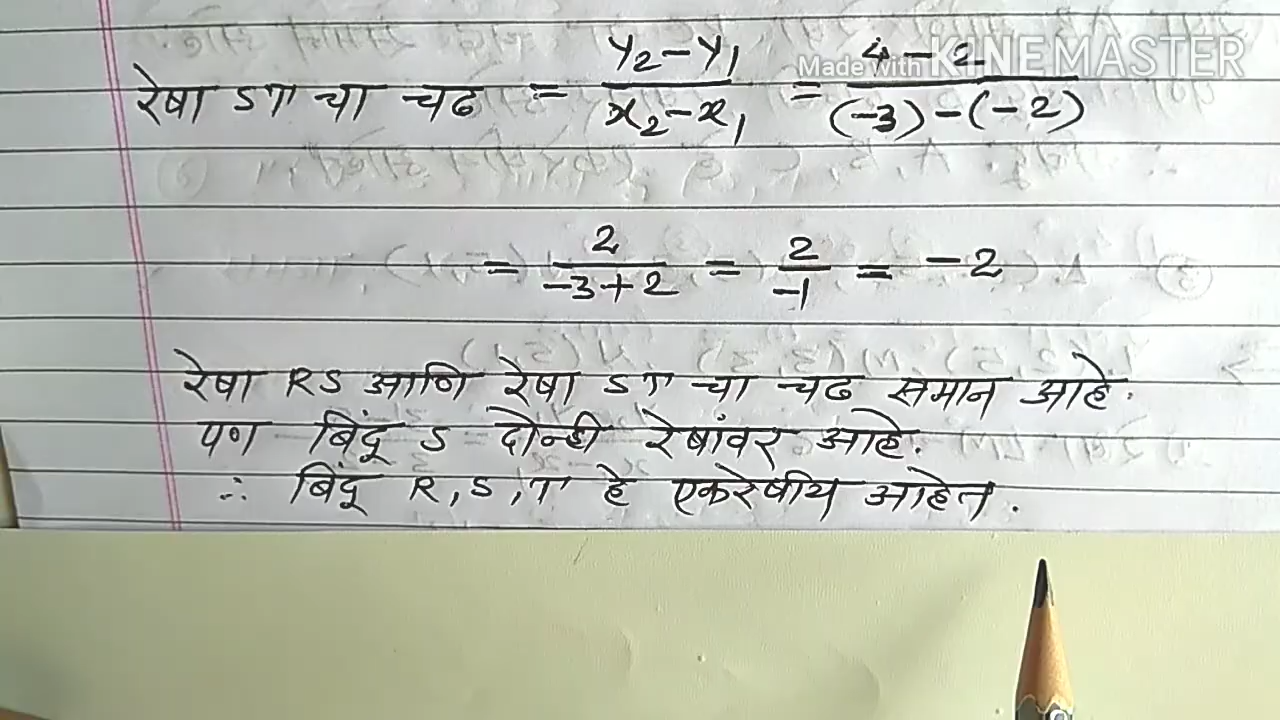 Made with KINEMASTER
रेषा ST चा चढ = y₂-y₁ / x₂-x₁ = 4-2 / (-3)-(-2)
= 2 / -3+2 = 2 / -1 = -2
रेषा RS आणि रेषा ST चा चढ समान आहे.
पण बिंदू S दोन्ही रेषांवर आहे.
∴ बिंदू R, S, T हे एकरेषीय आहेत.